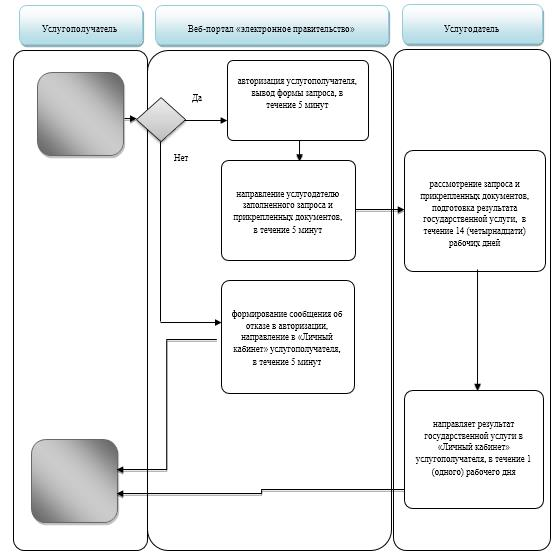 Услугополучатель
Веб-портал «электронное правительство»
Услугодатель
авторизация услугополучателя,
вывод формы запроса, в
течение 5 минут
Да
Нет
направление услугодателю
заполненного запроса и
прикрепленных документов,
в течение 5 минут
рассмотрение запроса и
прикрепленных документов,
подготовка результата
государственной услуги, в
течение 14 (четырнадцати)
рабочих дней
формирование сообщения об
отказе в авторизации,
направление в «Личный
кабинет» услугополучателя,
в течение 5 минут
направляет результат
государственной услуги в
«Личный кабинет»
услугополучателя, в течение 1
(одного) рабочего дня